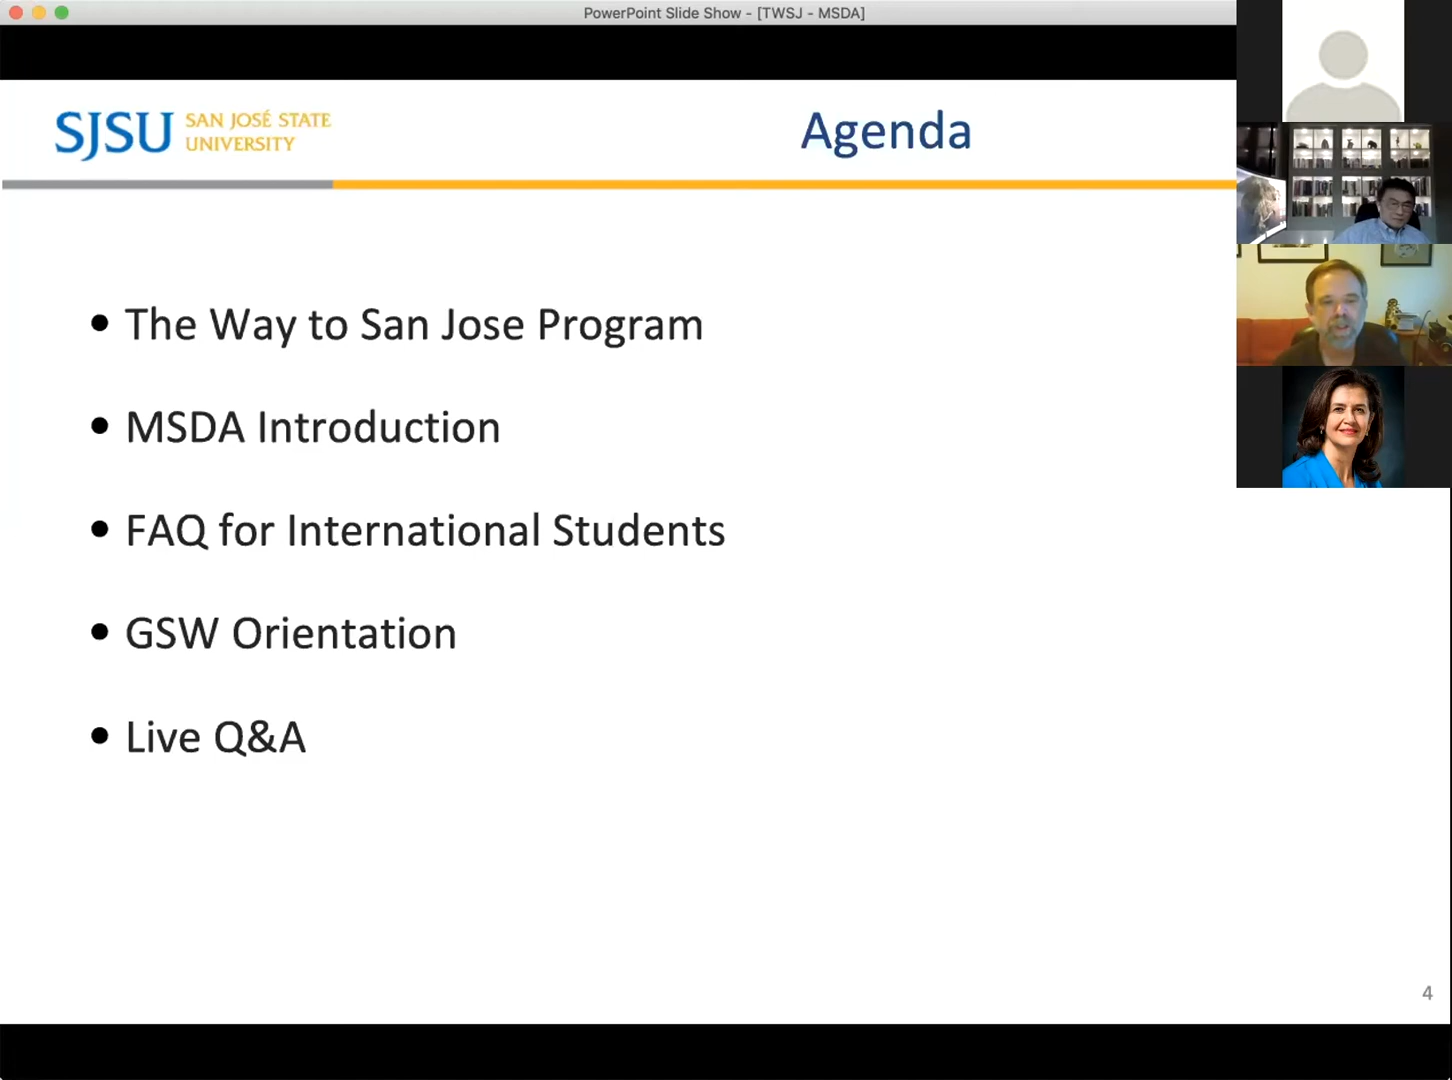 PowerPoint Slide Show - [TWSJ - MSDA]
SJSU SAN JOSÉ STATE
UNIVERSITY
Agenda
• The Way to San Jose Program
• MSDA Introduction
• FAQ for International Students
• GSW Orientation
• Live Q&A
4